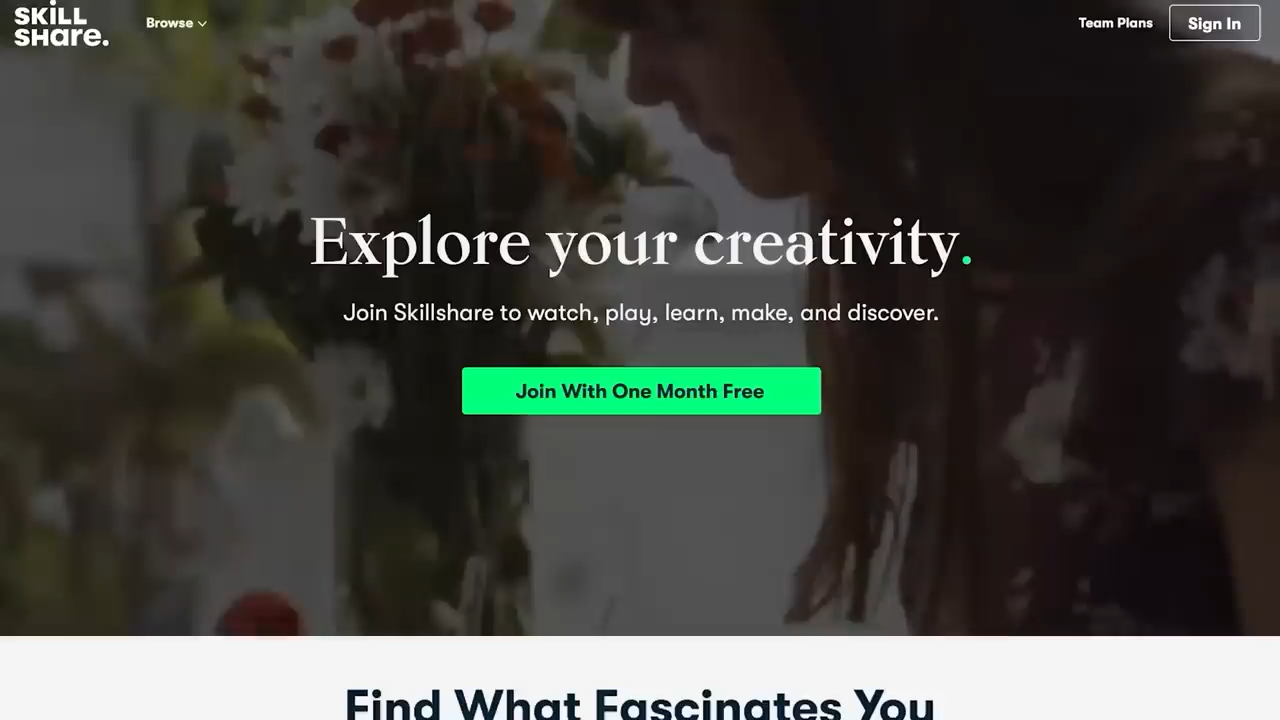 SKILL
SHare.
Browse
Team Plans
Sign In
Explore your creativity.
Join Skillshare to watch, play, learn, make, and discover.
Join With One Month Free
Find What Fascinates You